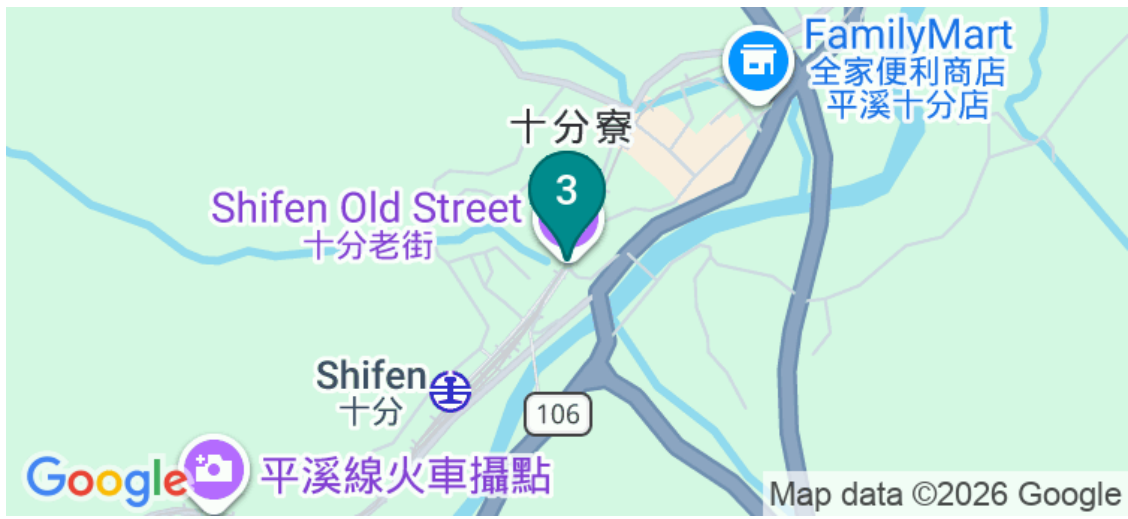 FamilyMart
全家便利商店
平溪十分店
十分寮
3
Shifen Old Street
十分老街
Shifen
十分
106
Google
平溪線火車攝點
Map data ©2026 Google